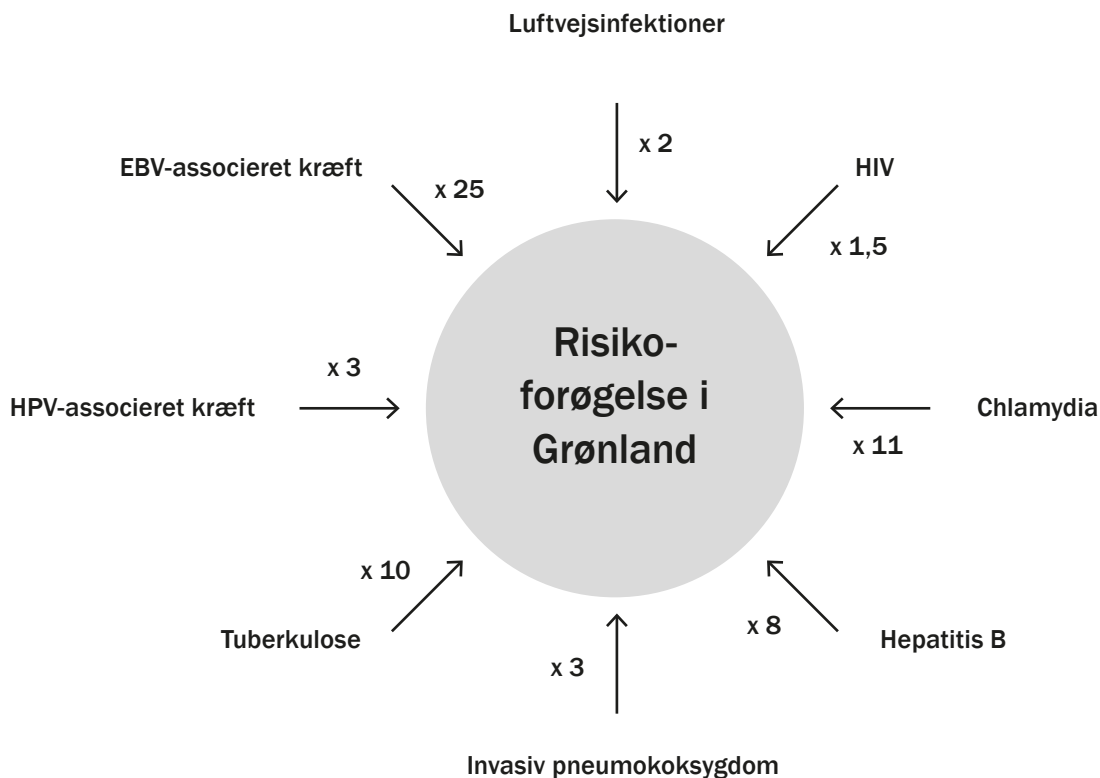 Luftvejsinfektioner
x 2
EBV-associeret kræft
x 25
HIV
x 1,5
Risiko-
forøgelse i
Grønland
x 3
HPV-associeret kræft
Chlamydia
x 11
x 10
Tuberkulose
x 8
Hepatitis B
x 3
Invasiv pneumokoksygdom